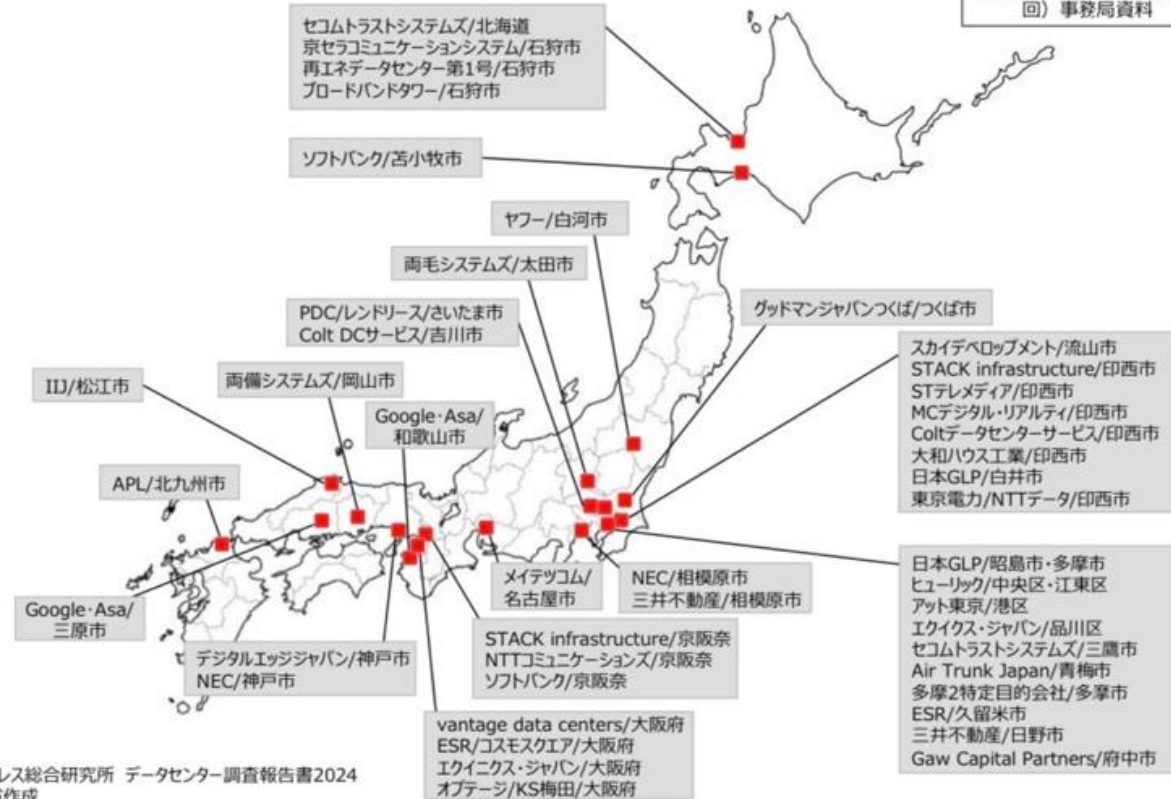 回）事務局資料
セコムトラストシステムズ/北海道
京セラコミュニケーションシステム/石狩市
再エネデータセンター第1号/石狩市
ブロードバンドタワー/石狩市
ソフトバンク/苫小牧市
ヤフー/白河市
両毛システムズ/太田市
PDC/レンドリース/さいたま市
Colt DCサービス/吉川市
グッドマンジャパンつくば/つくば市
スカイデベロップメント/流山市
STACK infrastructure/印西市
STテレメディア/印西市
MCデジタル・リアルティ/印西市
Coltデータセンターサービス/印西市
大和ハウス工業/印西市
日本GLP/白井市
東京電力/NTTデータ/印西市
IIJ/松江市
両備システムズ/岡山市
Google・Asa/
和歌山市
APL/北九州市
Google・Asa/
三原市
デジタルエッジジャパン/神戸市
NEC/神戸市
メイテツコム/
名古屋市
NEC/相模原市
三井不動産/相模原市
STACK infrastructure/京阪奈
NTTコミュニケーションズ/京阪奈
ソフトバンク/京阪奈
日本GLP/昭島市・多摩市
ヒューリック/中央区・江東区
アット東京/港区
エクイクス・ジャパン/品川区
セコムトラストシステムズ/三鷹市
Air Trunk Japan/青梅市
多摩2特定目的会社/多摩市
ESR/久留米市
三井不動産/日野市
Gaw Capital Partners/府中市
vantage data centers/大阪府
ESR/コスモスクエア/大阪府
エクイニクス・ジャパン/大阪府
オプテージ/KS梅田/大阪府
レス総合研究所 データセンター調査報告書2024
作成